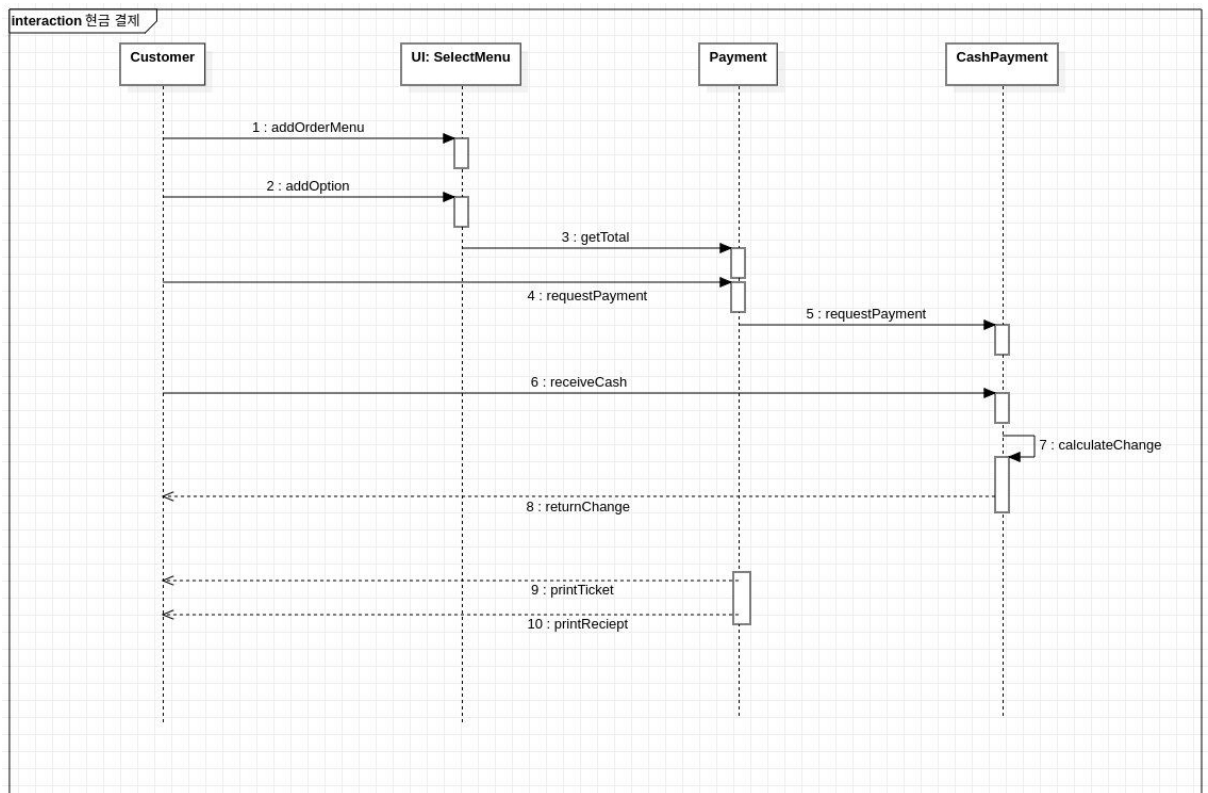 interaction 현금 결제
Customer
UI: SelectMenu
Payment
CashPayment
1 : addOrderMenu
2 : addOption
3 : getTotal
4 : requestPayment
5 : requestPayment
6 : receiveCash
7 : calculateChange
8 : returnChange
9 : printTicket
10 : printReciept